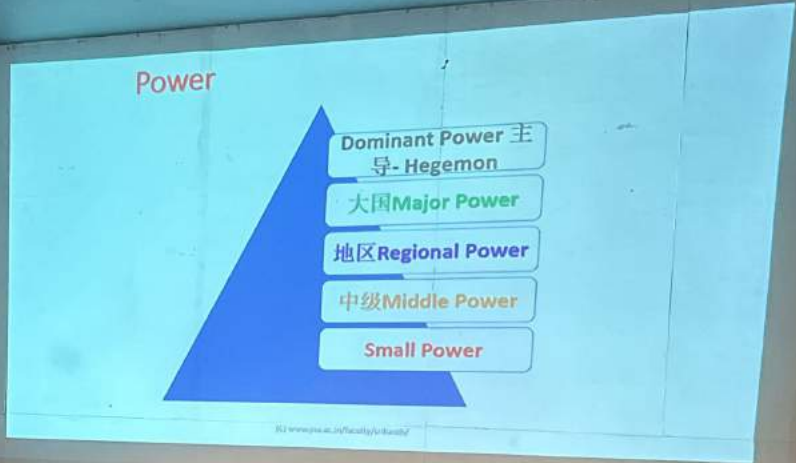 Power
Dominant Power 主
导- Hegemon
大国Major Power
地区Regional Power
中级Middle Power
Small Power